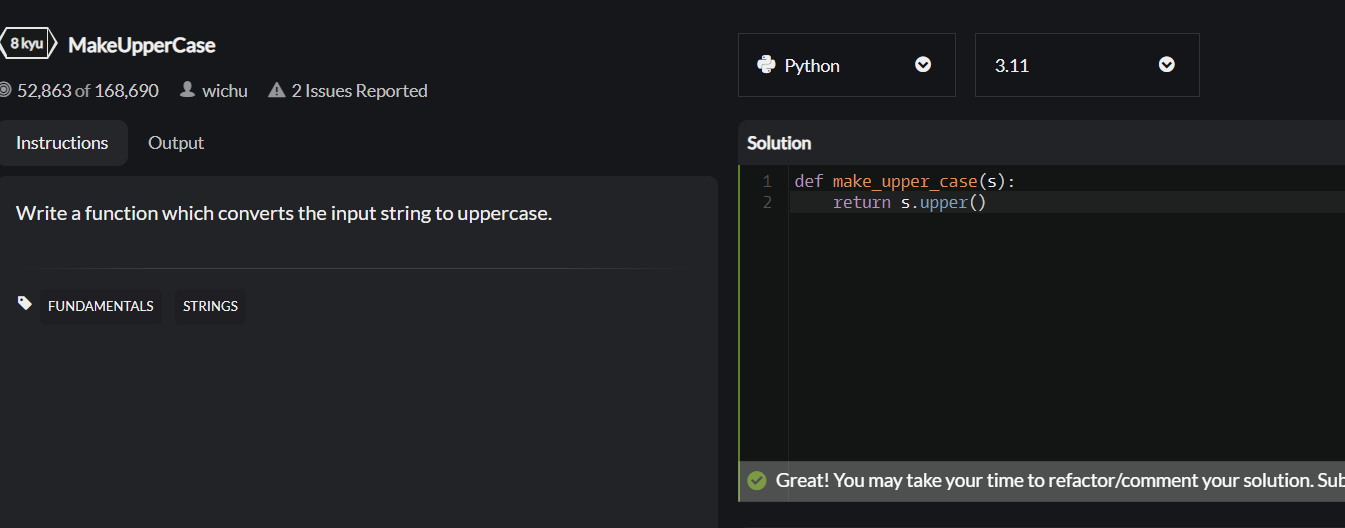 8 kyu MakeUpperCase
52,863 of 168,690 wichu 2 Issues Reported
Instructions Output
Write a function which converts the input string to uppercase.
FUNDAMENTALS STRINGS
Python 3.11
Solution
1 def make_upper_case(s):
2     return s.upper()
Great! You may take your time to refactor/comment your solution. Sub